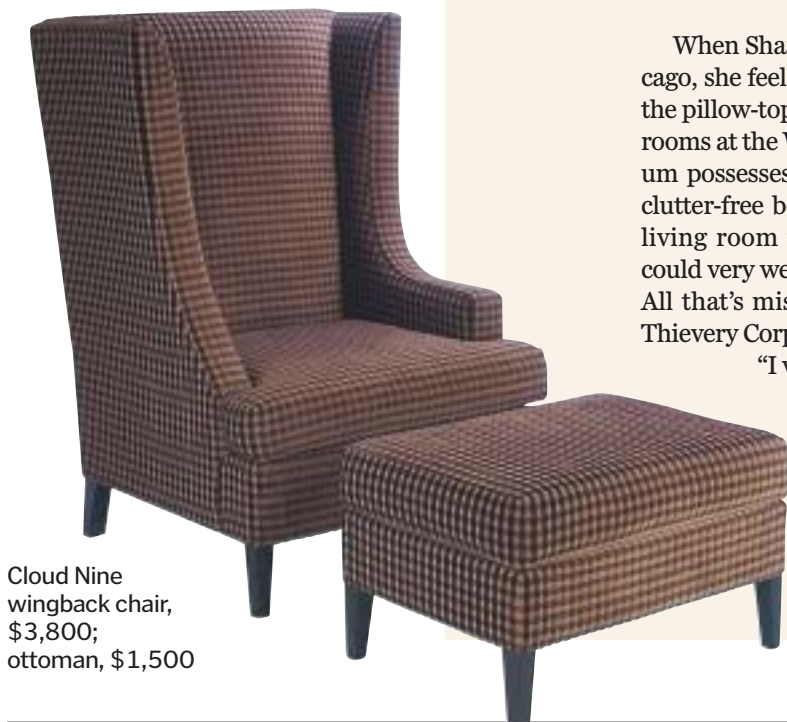 When Sha
cago, she feel
the pillow-top
rooms at the
um possesses
clutter-free b
living room
could very we
All that's mis
Thievery Corp
“I
Cloud Nine
wingback chair,
$3,800;
ottoman, $1,500